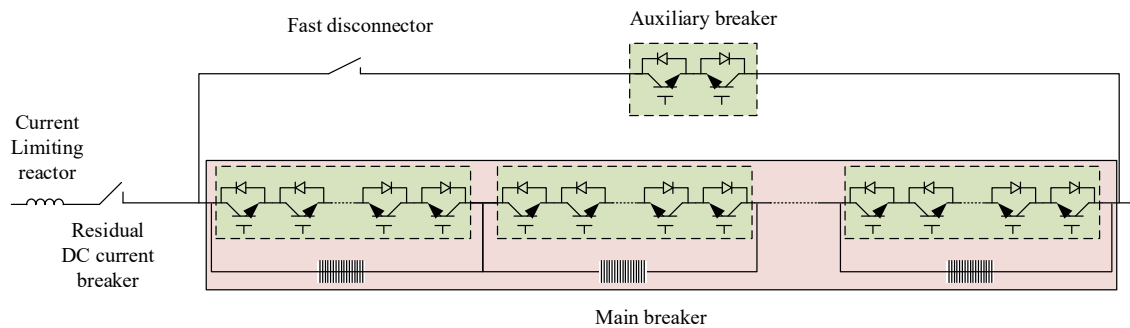 Fast disconnector
Auxiliary breaker
Current
Limiting
reactor
Residual
DC current
breaker
Main breaker